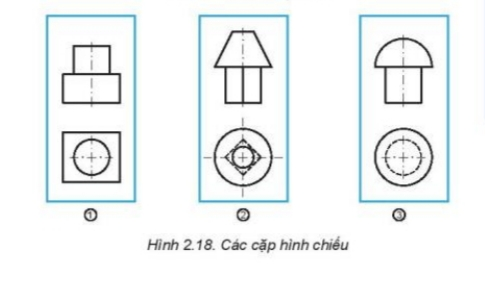 ① ② ③
Hình 2.18. Các cặp hình chiếu